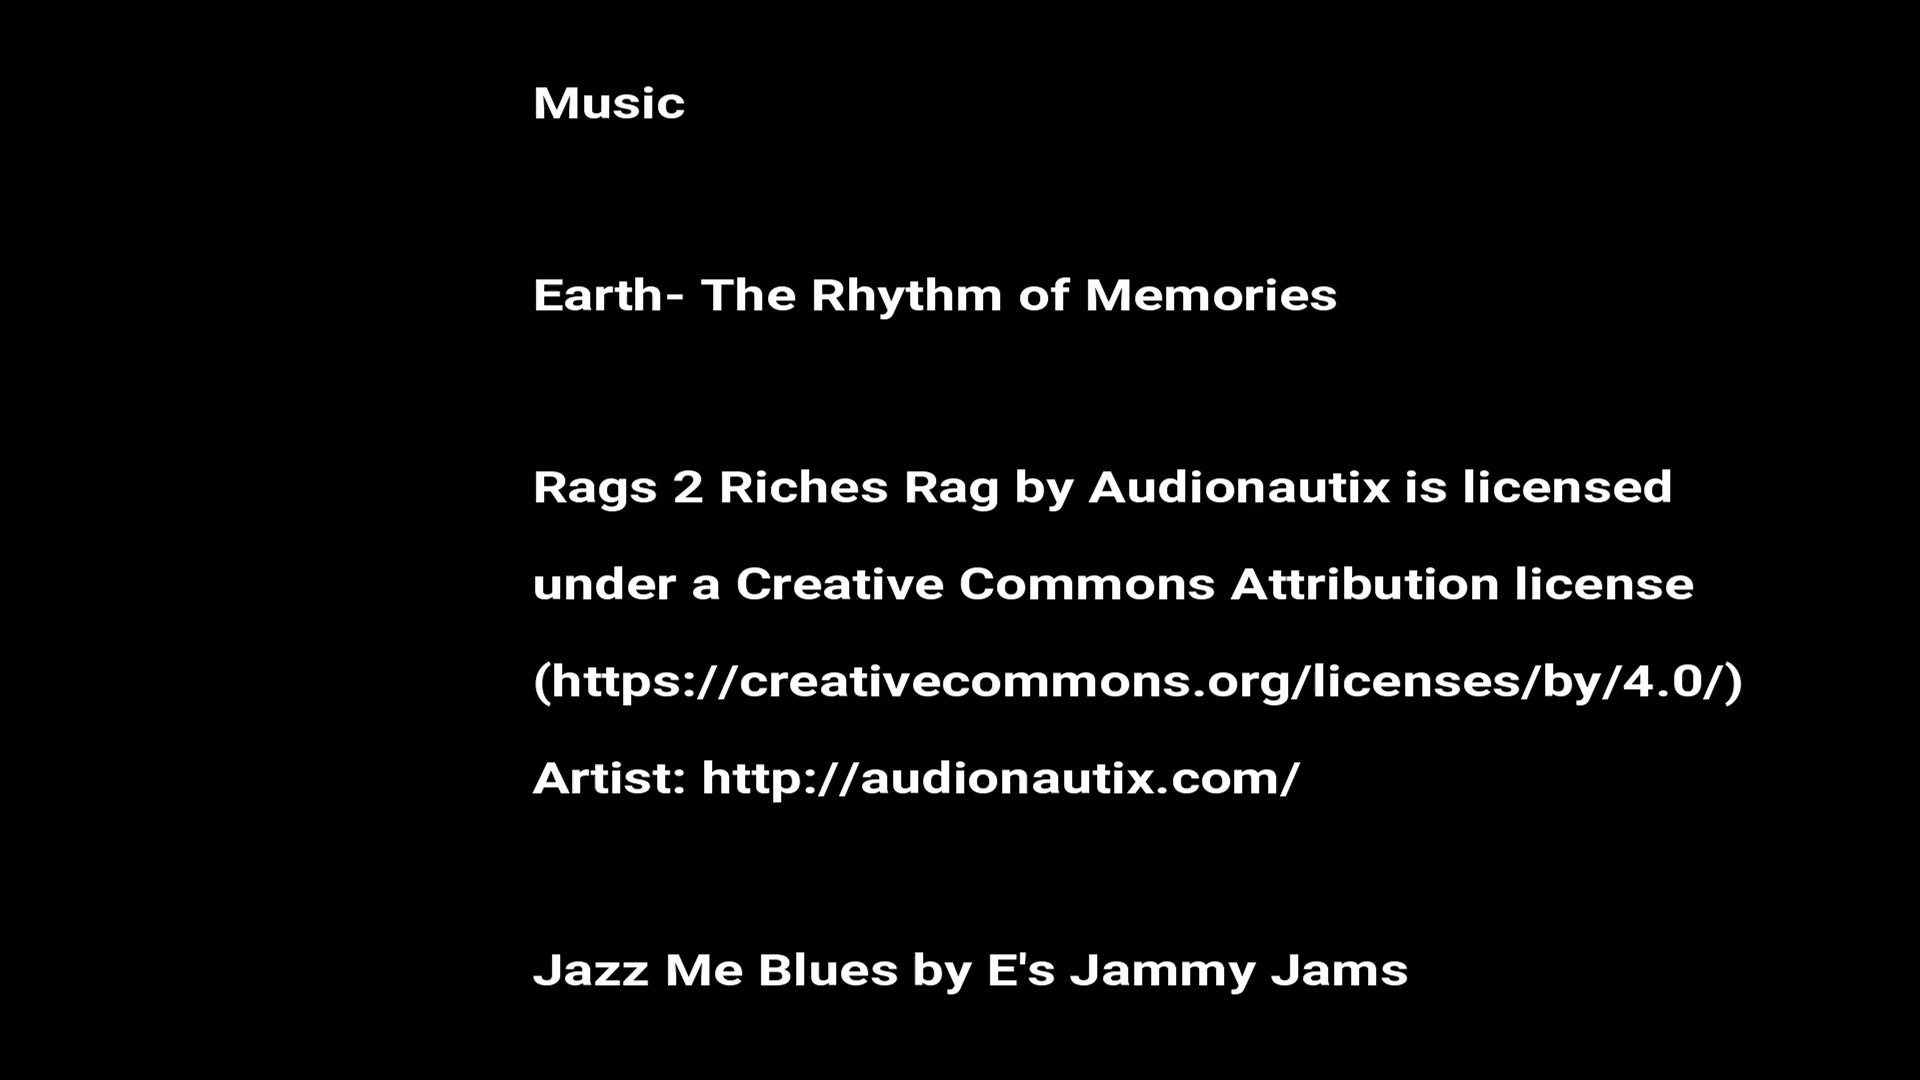 Music
Earth- The Rhythm of Memories
Rags 2 Riches Rag by Audionautix is licensed
under a Creative Commons Attribution license
(https://creativecommons.org/licenses/by/4.0/)
Artist: http://audionautix.com/
Jazz Me Blues by E's Jammy Jams